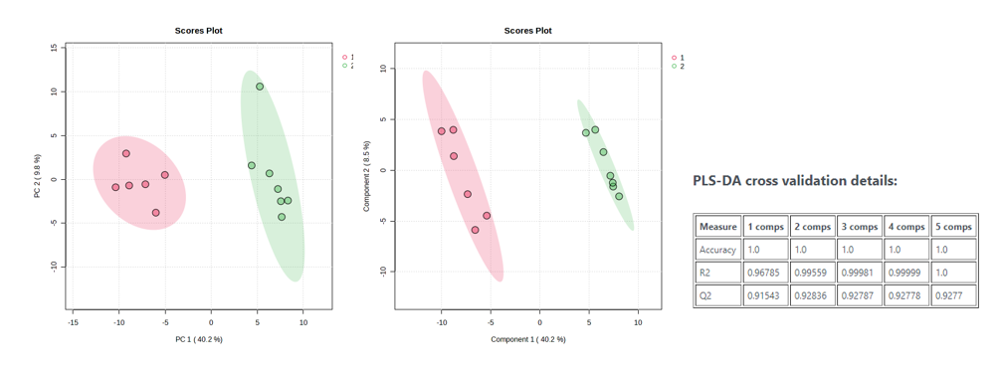 Scores Plot
PC 2 ( 9.8 %)
15
10
5
0
-5
-10
-15
-10
-5
0
5
10
PC 1 ( 40.2 %)
1
2
Scores Plot
Component 2 ( 8.5 %)
10
5
0
-5
-10
-10
-5
0
5
10
Component 1 ( 40.2 %)
1
2
PLS-DA cross validation details:
Measure 1 comps 2 comps 3 comps 4 comps 5 comps
Accuracy 1.0 1.0 1.0 1.0 1.0
R2 0.96785 0.99559 0.99981 0.99999 1.0
Q2 0.91543 0.92836 0.92787 0.92778 0.9277